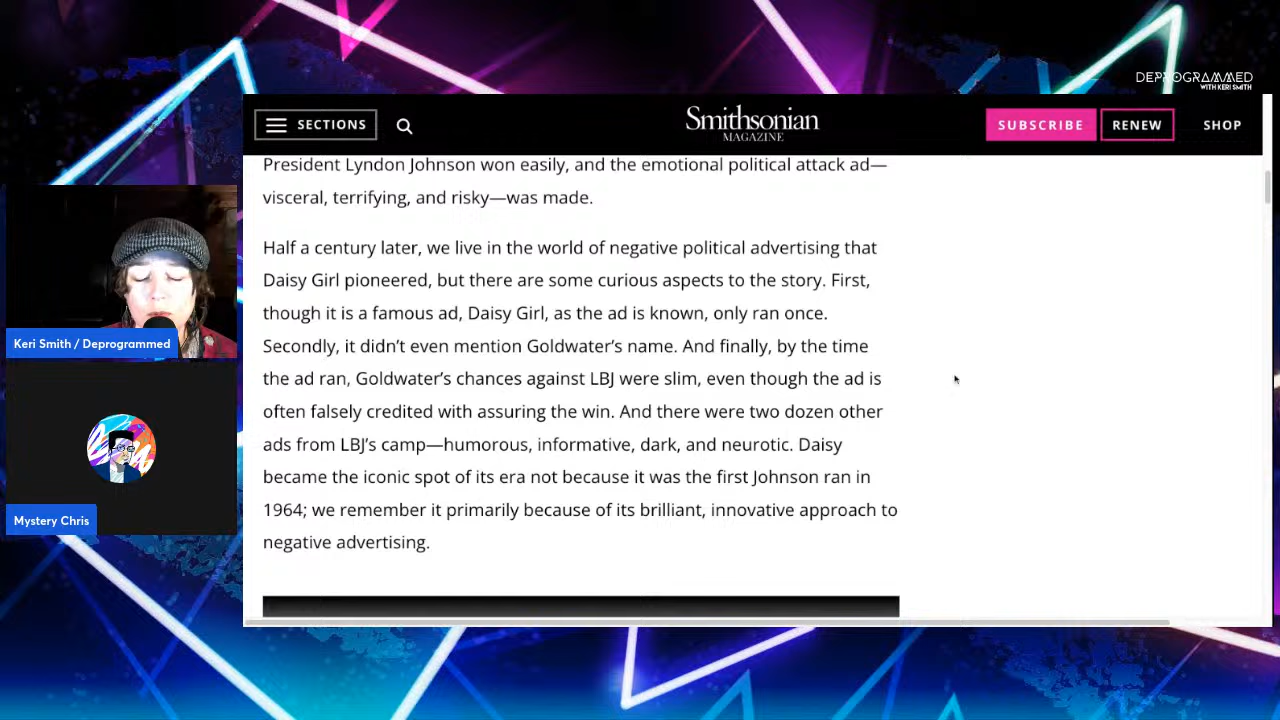 DEPROGRAMMED
WITH KERI SMITH
SECTIONS
Smithsonian
MAGAZINE
SUBSCRIBE
RENEW
SHOP
President Lyndon Johnson won easily, and the emotional political attack ad—
visceral, terrifying, and risky—was made.
Half a century later, we live in the world of negative political advertising that
Daisy Girl pioneered, but there are some curious aspects to the story. First,
though it is a famous ad, Daisy Girl, as the ad is known, only ran once.
Secondly, it didn’t even mention Goldwater’s name. And finally, by the time
the ad ran, Goldwater’s chances against LBJ were slim, even though the ad is
often falsely credited with assuring the win. And there were two dozen other
ads from LBJ’s camp—humorous, informative, dark, and neurotic. Daisy
became the iconic spot of its era not because it was the first Johnson ran in
1964; we remember it primarily because of its brilliant, innovative approach to
negative advertising.
Keri Smith / Deprogrammed
Mystery Chris